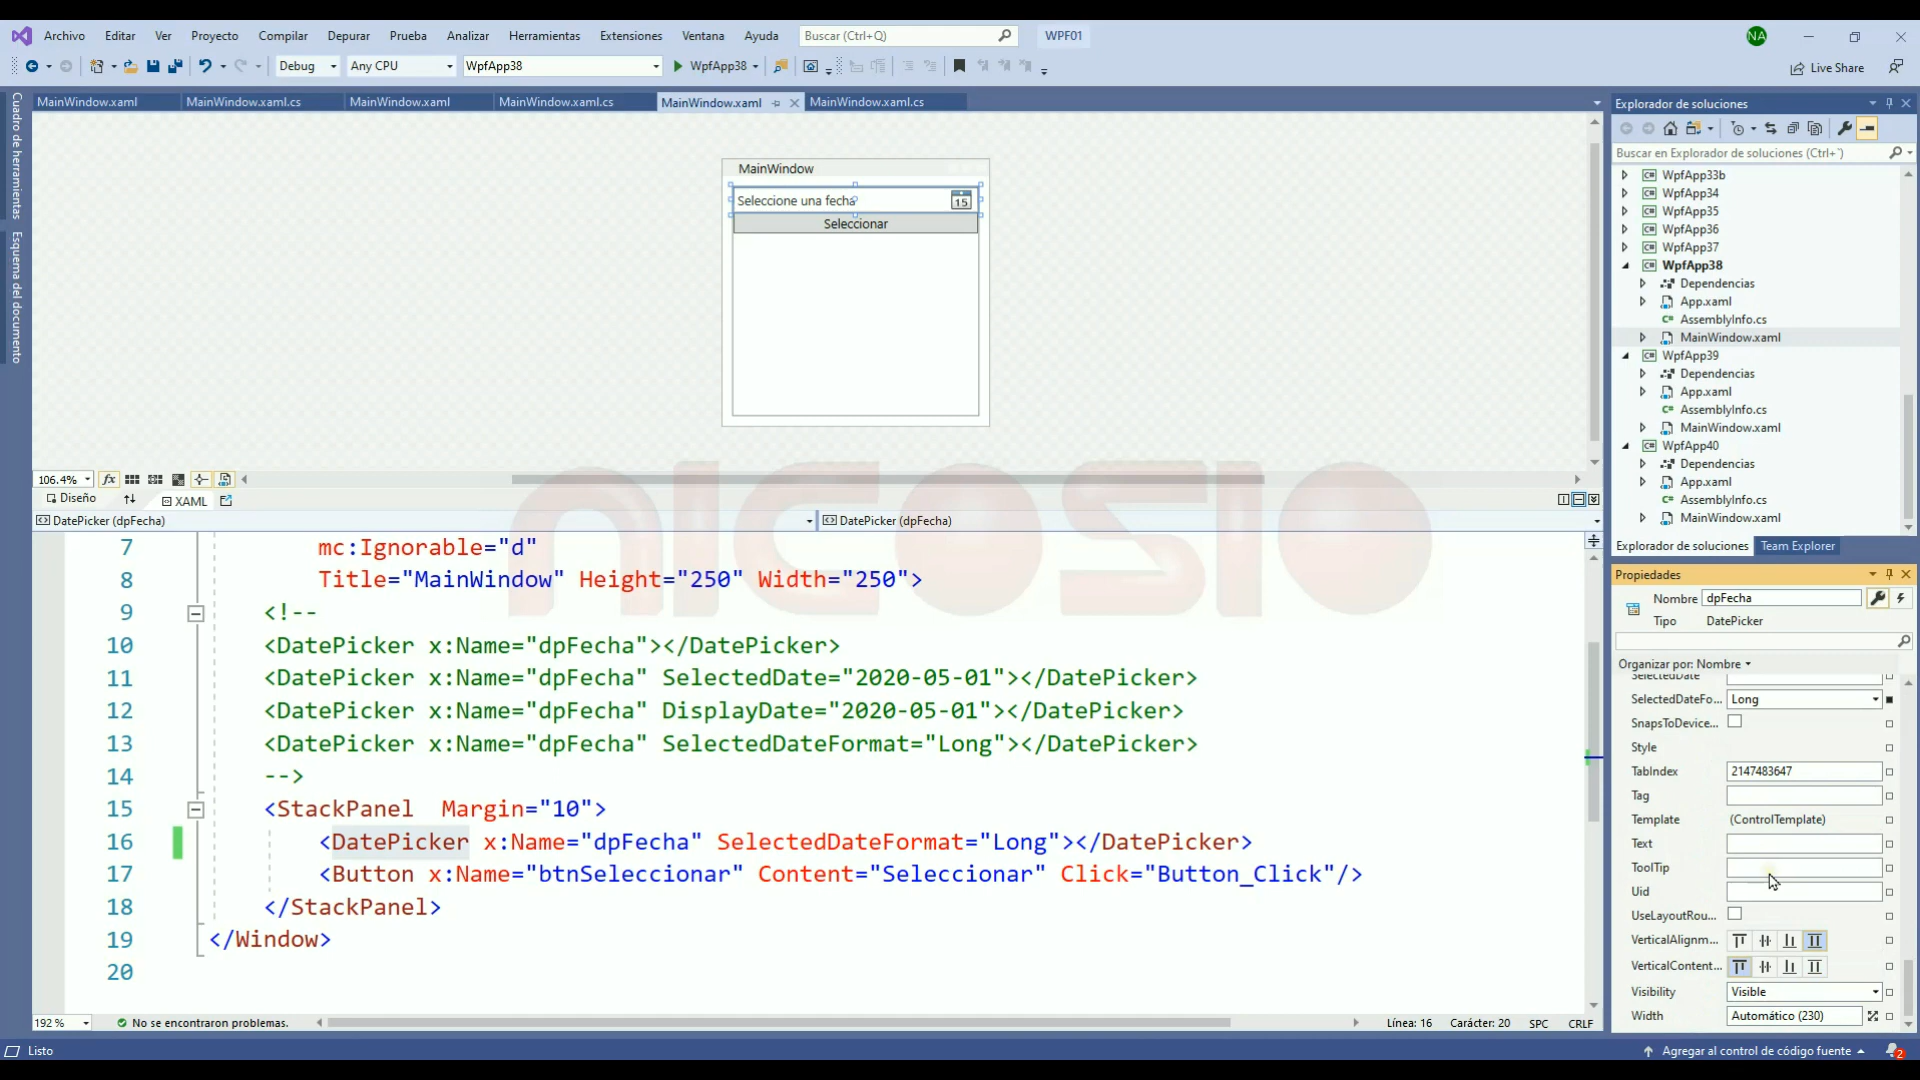 Archivo Editar Ver Proyecto Compilar Depurar Prueba Analizar Herramientas Extensiones Ventana Ayuda Buscar (Ctrl+Q) WPF01 NA
Debug Any CPU WpfApp38 WpfApp38 Live Share
MainWindow.xaml MainWindow.xaml.cs MainWindow.xaml MainWindow.xaml.cs MainWindow.xaml MainWindow.xaml.cs
Cuadro de herramientas
Esquema del documento
MainWindow
Seleccione una fecha 15
Seleccionar
106.4% fx
Diseño XAML
DatePicker (dpFecha) DatePicker (dpFecha)
NICOSIO
7 mc:Ignorable="d"
8 Title="MainWindow" Height="250" Width="250">
9 <!--
10 <DatePicker x:Name="dpFecha"></DatePicker>
11 <DatePicker x:Name="dpFecha" SelectedDate="2020-05-01"></DatePicker>
12 <DatePicker x:Name="dpFecha" DisplayDate="2020-05-01"></DatePicker>
13 <DatePicker x:Name="dpFecha" SelectedDateFormat="Long"></DatePicker>
14 -->
15 <StackPanel  Margin="10">
16 <DatePicker x:Name="dpFecha" SelectedDateFormat="Long"></DatePicker>
17 <Button x:Name="btnSeleccionar" Content="Seleccionar" Click="Button_Click"/>
18 </StackPanel>
19 </Window>
20
192 % No se encontraron problemas. Línea: 16 Carácter: 20 SPC CRLF
Listo
Explorador de soluciones
Buscar en Explorador de soluciones (Ctrl+`)
C# WpfApp33b
C# WpfApp34
C# WpfApp35
C# WpfApp36
C# WpfApp37
C# WpfApp38
Dependencias
App.xaml
C# AssemblyInfo.cs
MainWindow.xaml
C# WpfApp39
Dependencias
App.xaml
C# AssemblyInfo.cs
MainWindow.xaml
C# WpfApp40
Dependencias
App.xaml
C# AssemblyInfo.cs
MainWindow.xaml
Explorador de soluciones Team Explorer
Propiedades
Nombre dpFecha
Tipo DatePicker
Organizar por: Nombre
SelectedDate
SelectedDateFo... Long
SnapsToDevice...
Style
TabIndex 2147483647
Tag
Template (ControlTemplate)
Text
ToolTip
Uid
UseLayoutRou...
VerticalAlignm...
VerticalContent...
Visibility Visible
Width Automático (230)
Agregar al control de código fuente 2